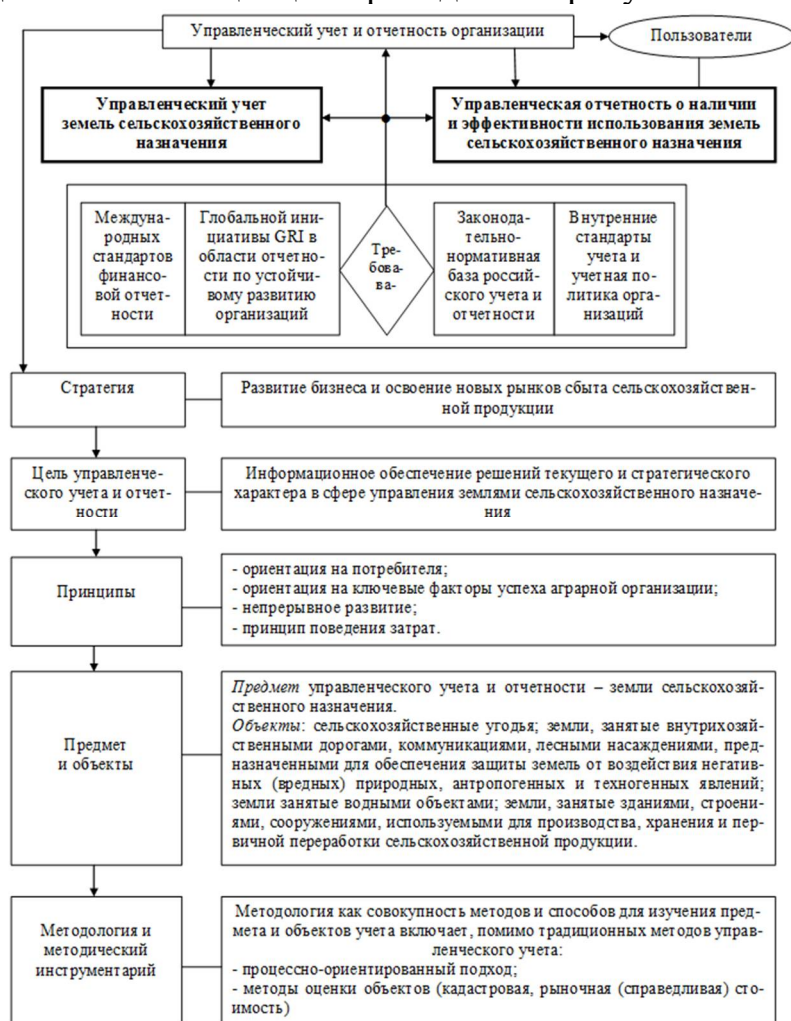 Управленческий учет и отчетность организации
Пользователи
Управленческий учет
земель сельскохозяйственного
назначения
Управленческая отчетность о наличии
и эффективности использования земель
сельскохозяйственного назначения
Междуна-
родных
стандартов
финансо-
вой отчет-
ности
Глобальной ини-
циативы GRI в
области отчетно-
сти по устойчи-
вому развитию
организаций
Тре-
бова-
ва-
Законода-
тельно-
нормативная
база россий-
ского учета и
отчетности
Внутренние
стандарты
учета и
учетная по-
литика орга-
низаций
Стратегия
Развитие бизнеса и освоение новых рынков сбыта сельскохозяйствен-
ной продукции
Цель управленче-
ского учета и отчет-
ности
Информационное обеспечение решений текущего и стратегического
характера в сфере управления землями сельскохозяйственного назначе-
ния
Принципы
- ориентация на потребителя;
- ориентация на ключевые факторы успеха аграрной организации;
- непрерывное развитие;
- принцип поведения затрат.
Предмет
и объекты
Предмет управленческого учета и отчетности – земли сельскохозяй-
ственного назначения.
Объекты: сельскохозяйственные угодья; земли, занятые внутрихозяй-
ственными дорогами, коммуникациями, лесными насаждениями, пред-
назначенными для обеспечения защиты земель от воздействия негатив-
ных (вредных) природных, антропогенных и техногенных явлений;
земли занятые водными объектами; земли, занятые зданиями, строени-
ями, сооружениями, используемыми для производства, хранения и пер-
вичной переработки сельскохозяйственной продукции.
Методология и
методический
инструментарий
Методология как совокупность методов и способов для изучения пред-
мета и объектов учета включает, помимо традиционных методов управ-
ленческого учета:
- процессно-ориентированный подход;
- методы оценки объектов (кадастровая, рыночная (справедливая) сто-
имость)